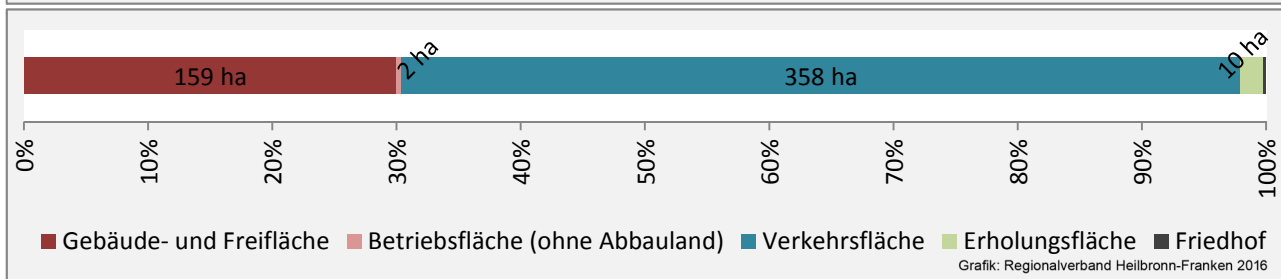 159 ha 2 ha 358 ha 10 ha
0% 10% 20% 30% 40% 50% 60% 70% 80% 90% 100%
Gebäude- und Freifläche Betriebsfläche (ohne Abbauland) Verkehrsfläche Erholungsfläche Friedhof
Grafik: Regionalverband Heilbronn-Franken 2016